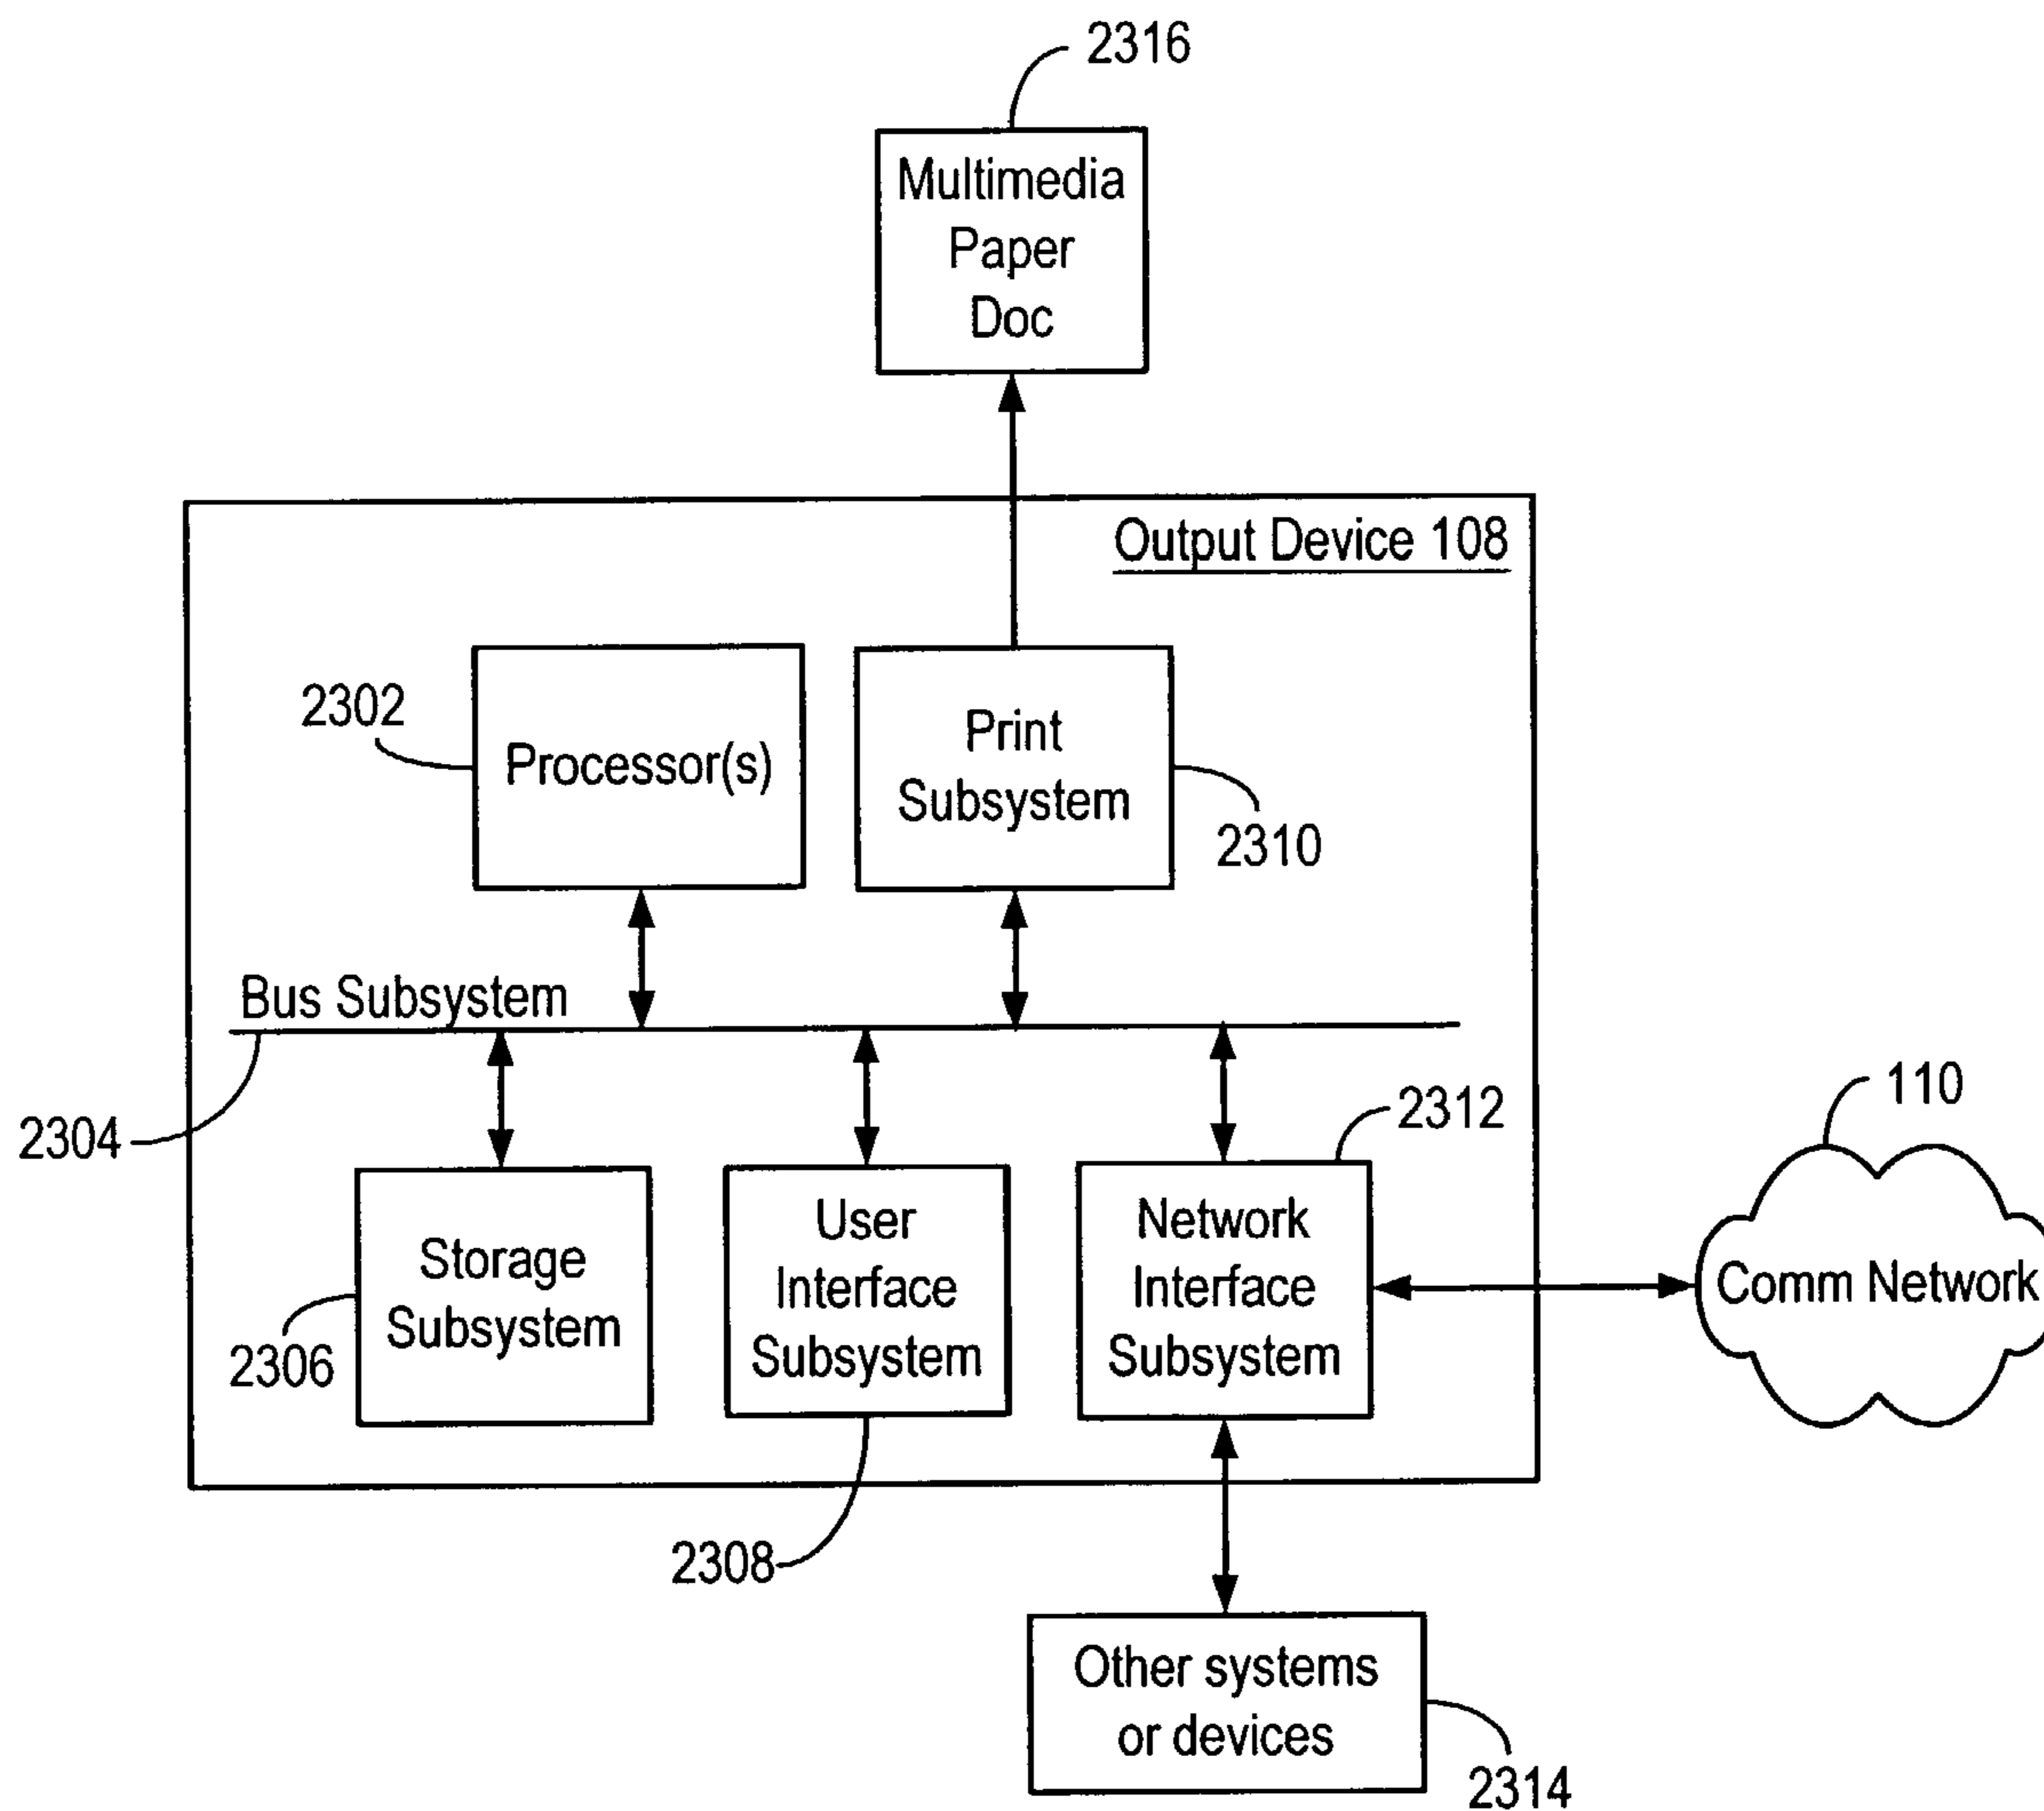 2316
Multimedia
Paper
Doc
Output Device 108
2302
Processor(s)
Print
Subsystem
2310
Bus Subsystem
2304
2312
110
Storage
Subsystem
2306
User
Interface
Subsystem
2308
Network
Interface
Subsystem
Comm Network
Other systems
or devices
2314